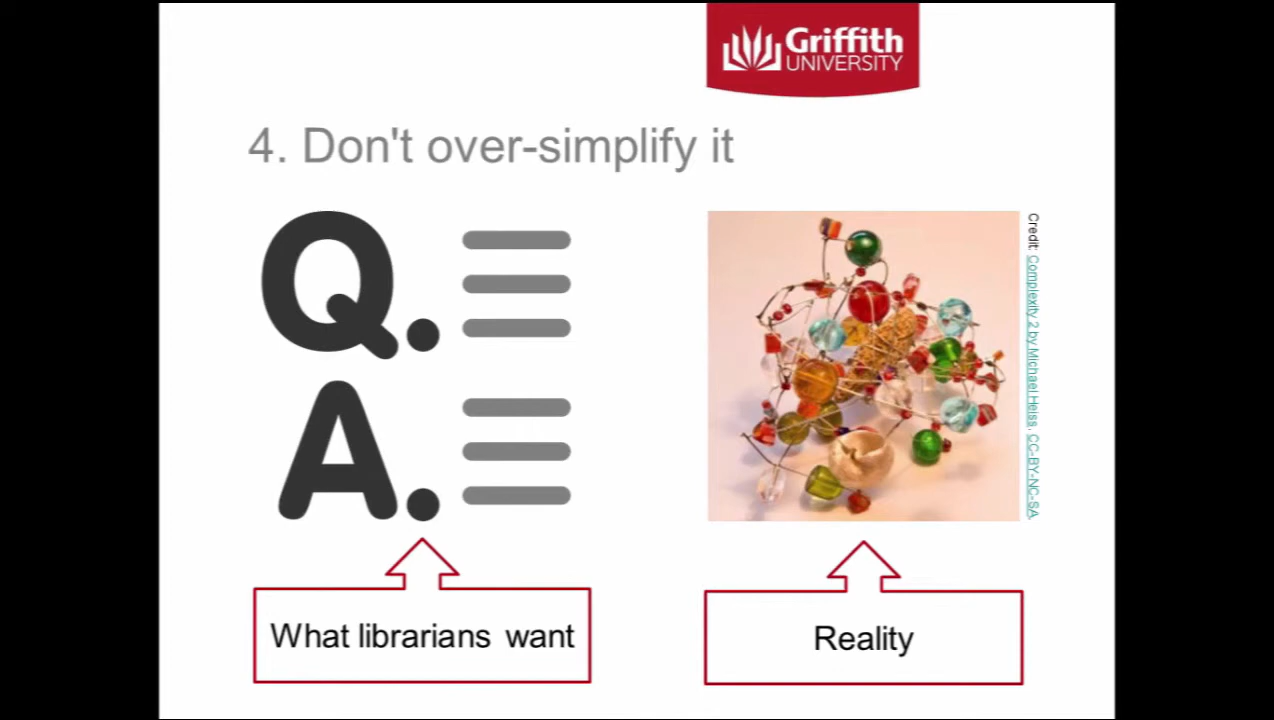 Griffith
UNIVERSITY
4. Don't over-simplify it
Q.
A.
Credit: Complexity 2 by Michael Heiss. CC-BY-NC-SA
What librarians want
Reality